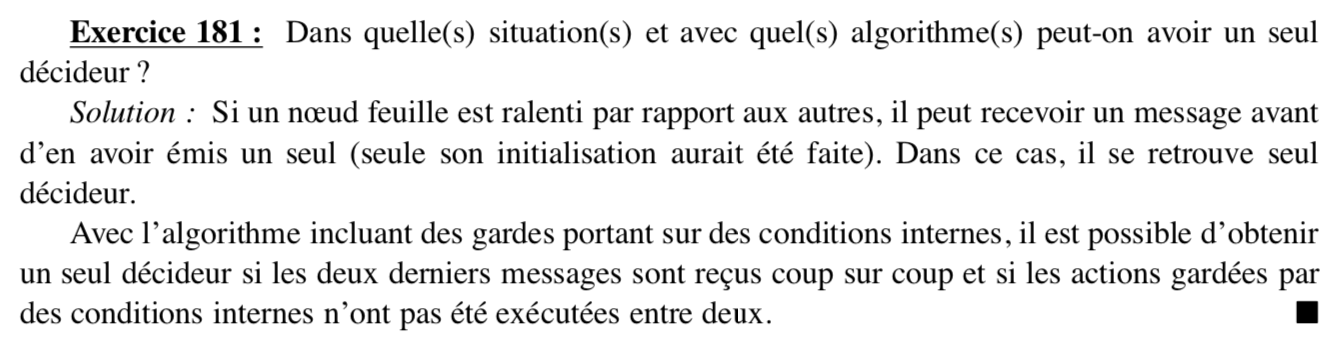 Exercice 181 : Dans quelle(s) situation(s) et avec quel(s) algorithme(s) peut-on avoir un seul
décideur ?
Solution : Si un nœud feuille est ralenti par rapport aux autres, il peut recevoir un message avant
d'en avoir émis un seul (seule son initialisation aurait été faite). Dans ce cas, il se retrouve seul
décideur.
Avec l'algorithme incluant des gardes portant sur des conditions internes, il est possible d'obtenir
un seul décideur si les deux derniers messages sont reçus coup sur coup et si les actions gardées par
des conditions internes n'ont pas été exécutées entre deux. ■